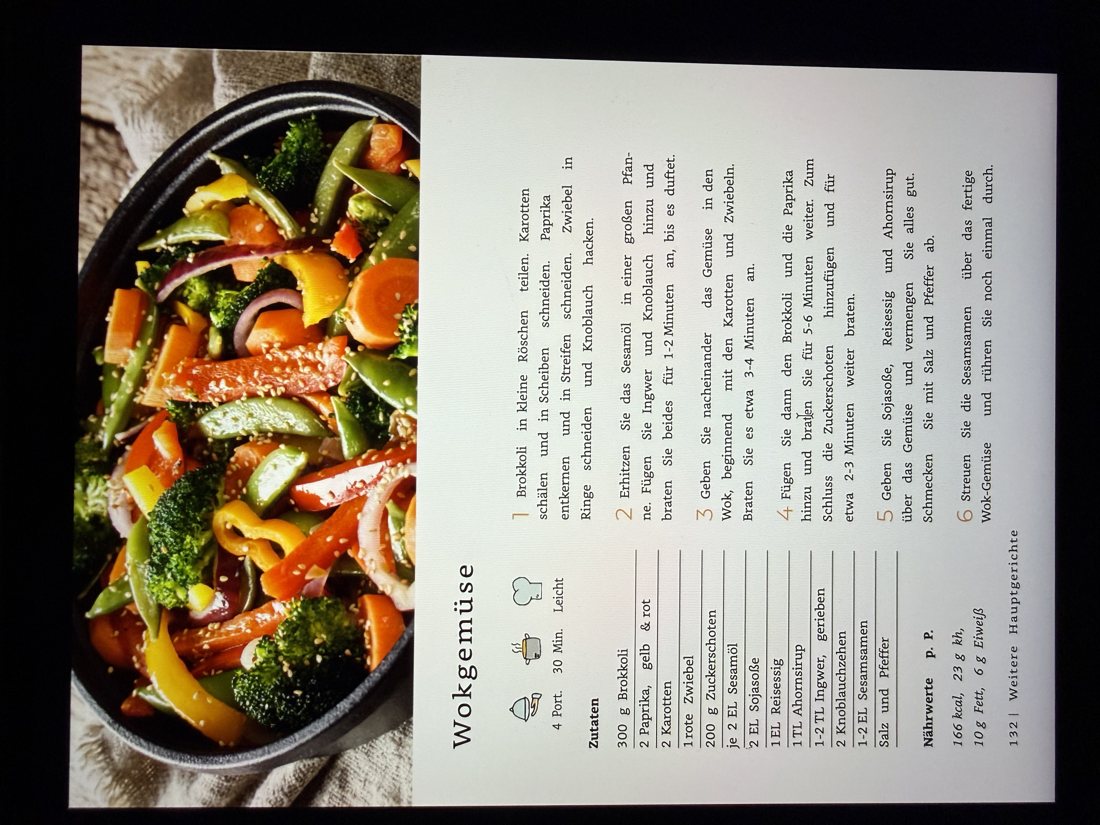 Wokgemüse
4 Port. 30 Min. Leicht
Zutaten
300 g Brokkoli
2 Paprika, gelb & rot
2 Karotten
1 rote Zwiebel
200 g Zuckerschoten
je 2 EL Sesamöl
2 EL Sojasoße
1 EL Reisessig
1 TL Ahornsirup
1-2 TL Ingwer, gerieben
2 Knoblauchzehen
1-2 EL Sesamsamen
Salz und Pfeffer
Nährwerte p. P.
166 kcal, 23 g kh,
10 g Fett, 6 g Eiweiß
1 Brokkoli in kleine Röschen teilen. Karotten
schälen und in Scheiben schneiden. Paprika
entkernen und in Streifen schneiden. Zwiebel in
Ringe schneiden und Knoblauch hacken.
2 Erhitzen Sie das Sesamöl in einer großen Pfan-
ne. Fügen Sie Ingwer und Knoblauch hinzu und
braten Sie beides für 1-2 Minuten an, bis es duftet.
3 Geben Sie nacheinander das Gemüse in den
Wok, beginnend mit den Karotten und Zwiebeln.
Braten Sie es etwa 3-4 Minuten an.
4 Fügen Sie dann den Brokkoli und die Paprika
hinzu und braten Sie für 5-6 Minuten weiter. Zum
Schluss die Zuckerschoten hinzufügen und für
etwa 2-3 Minuten weiter braten.
5 Geben Sie Sojasoße, Reisessig und Ahornsirup
über das Gemüse und vermengen Sie alles gut.
Schmecken Sie mit Salz und Pfeffer ab.
6 Streuen Sie die Sesamsamen über das fertige
Wok-Gemüse und rühren Sie noch einmal durch.
132 | Weitere Hauptgerichte